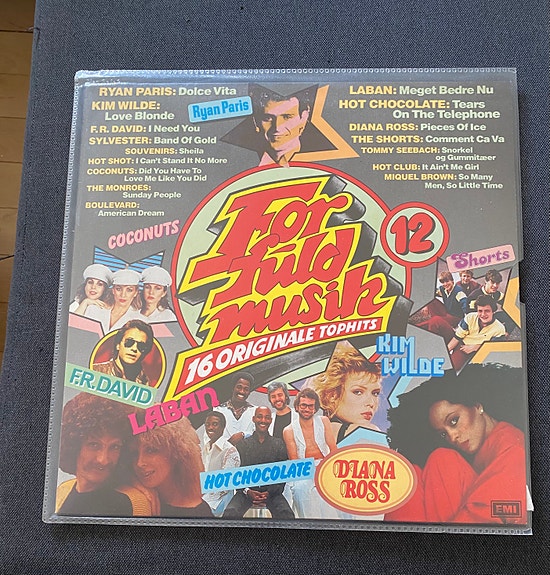 RYAN PARIS: Dolce Vita
KIM WILDE:
Love Blonde
F.R. DAVID: I Need You
SYLVESTER: Band Of Gold
SOUVENIRS: Sheila
HOT SHOT: I Can't Stand It No More
COCONUTS: Did You Have To
Love Me Like You Did
THE MONROES:
Sunday People
BOULEVARD:
American Dream
Ryan Paris
LABAN: Meget Bedre Nu
HOT CHOCOLATE: Tears
On The Telephone
DIANA ROSS: Pieces Of Ice
THE SHORTS: Comment Ca Va
TOMMY SEEBACH: Snorkel
og Gummitæer
HOT CLUB: It Ain't Me Girl
MIQUEL BROWN: So Many
Men, So Little Time
COCONUTS
For
fuld
musik
12
16 ORIGINALE TOPHITS
Shorts
KIM
WILDE
F.R. DAVID
LABAN
HOT CHOCOLATE
DIANA
ROSS
EMI